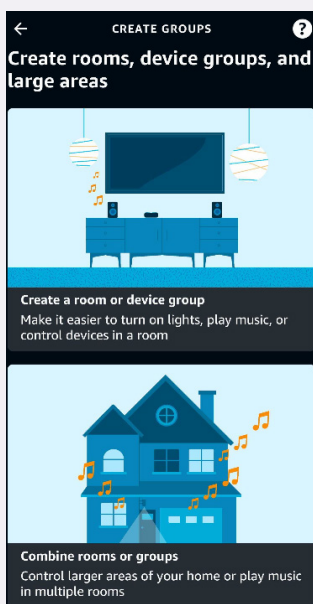 CREATE GROUPS
?
Create rooms, device groups, and
large areas
Create a room or device group
Make it easier to turn on lights, play music, or
control devices in a room
Combine rooms or groups
Control larger areas of your home or play music
in multiple rooms